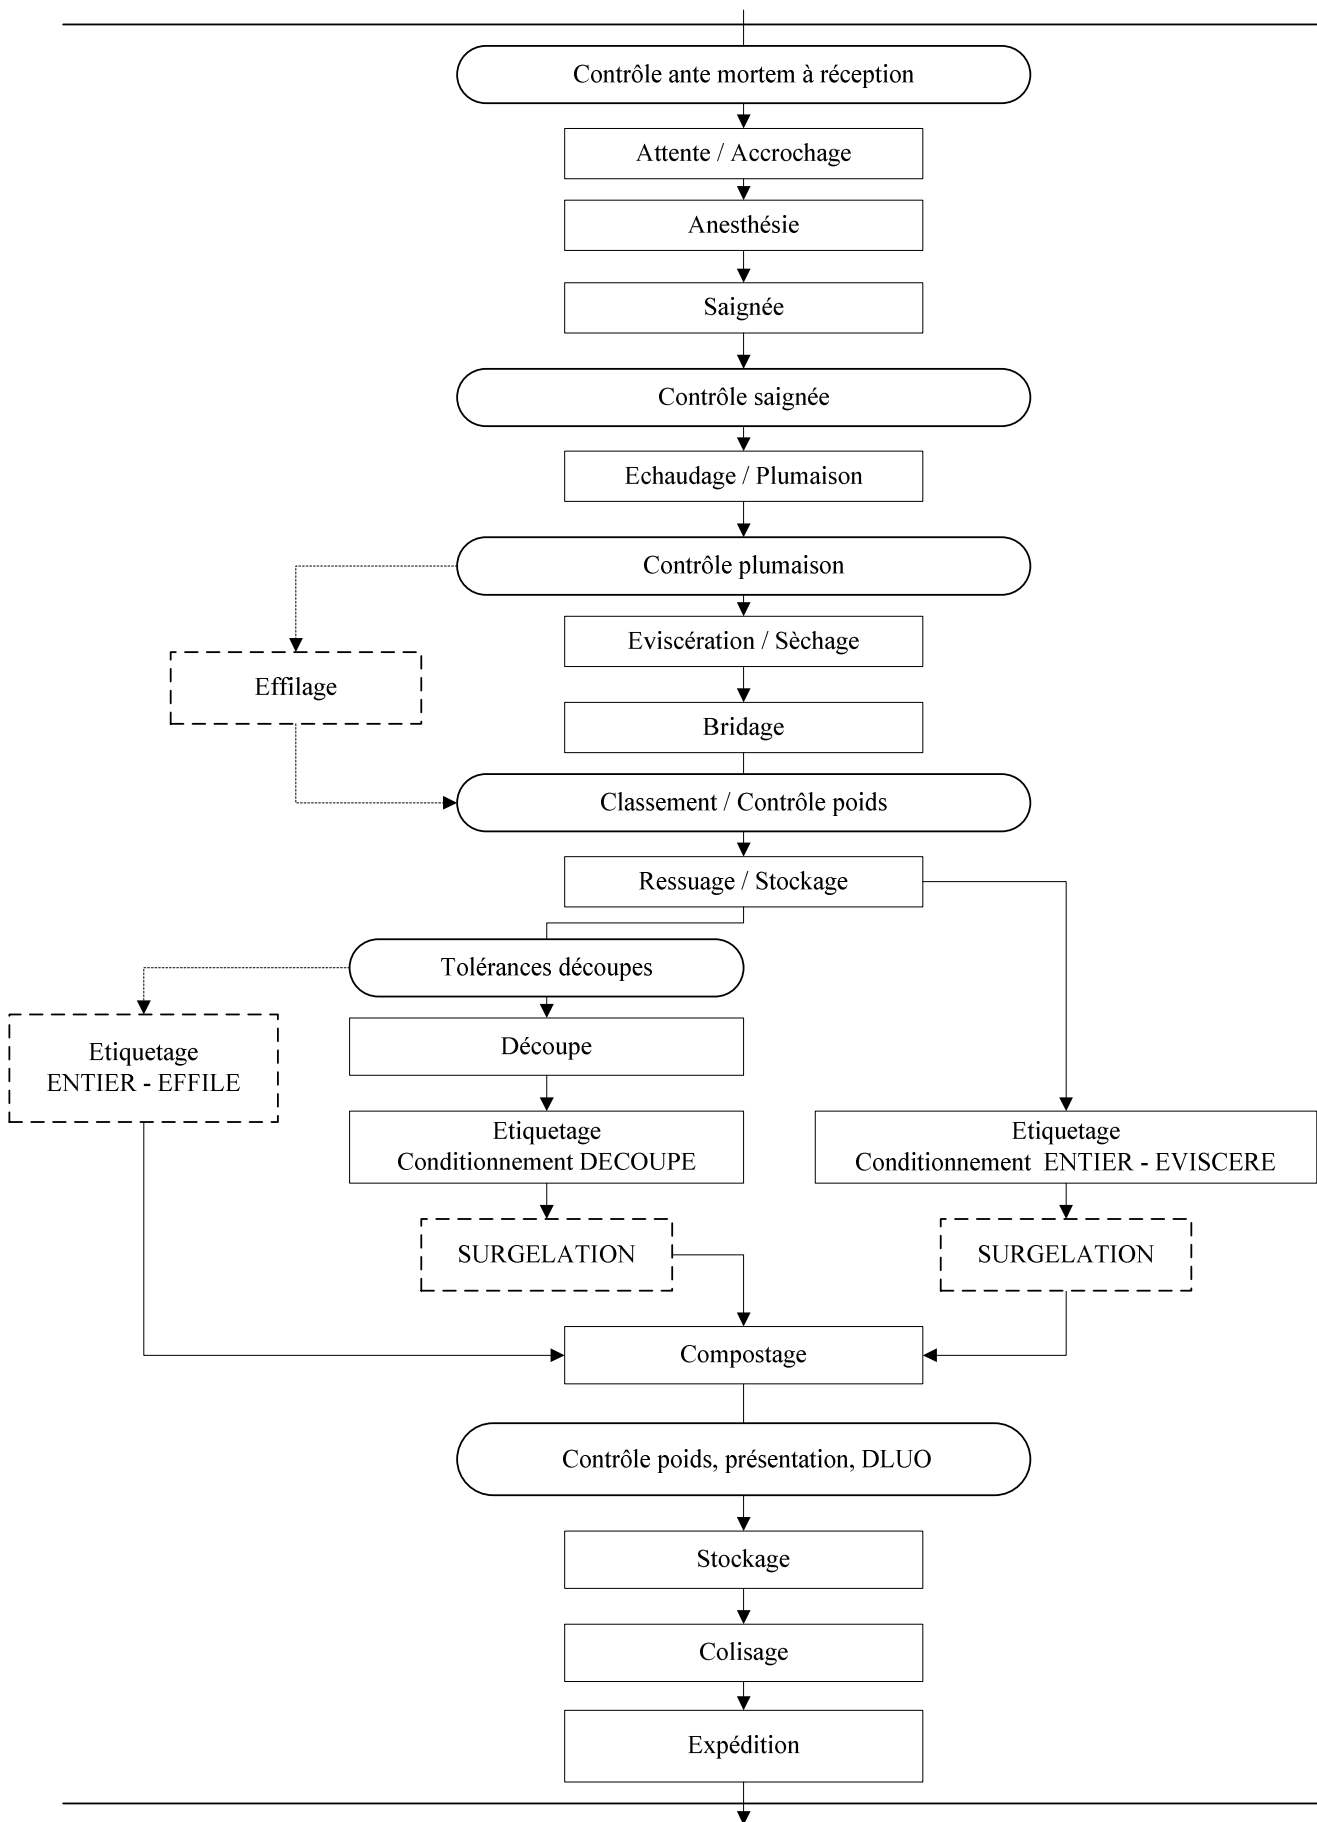 Contrôle ante mortem à réception
Attente / Accrochage
Anesthésie
Saignée
Contrôle saignée
Echaudage / Plumaison
Contrôle plumaison
Eviscération / Sèchage
Effilage
Bridage
Classement / Contrôle poids
Ressuage / Stockage
Tolérances découpes
Etiquetage
ENTIER - EFFILE
Découpe
Etiquetage
Conditionnement DECOUPE
Etiquetage
Conditionnement ENTIER - EVISCERE
SURGELATION
SURGELATION
Compostage
Contrôle poids, présentation, DLUO
Stockage
Colisage
Expédition